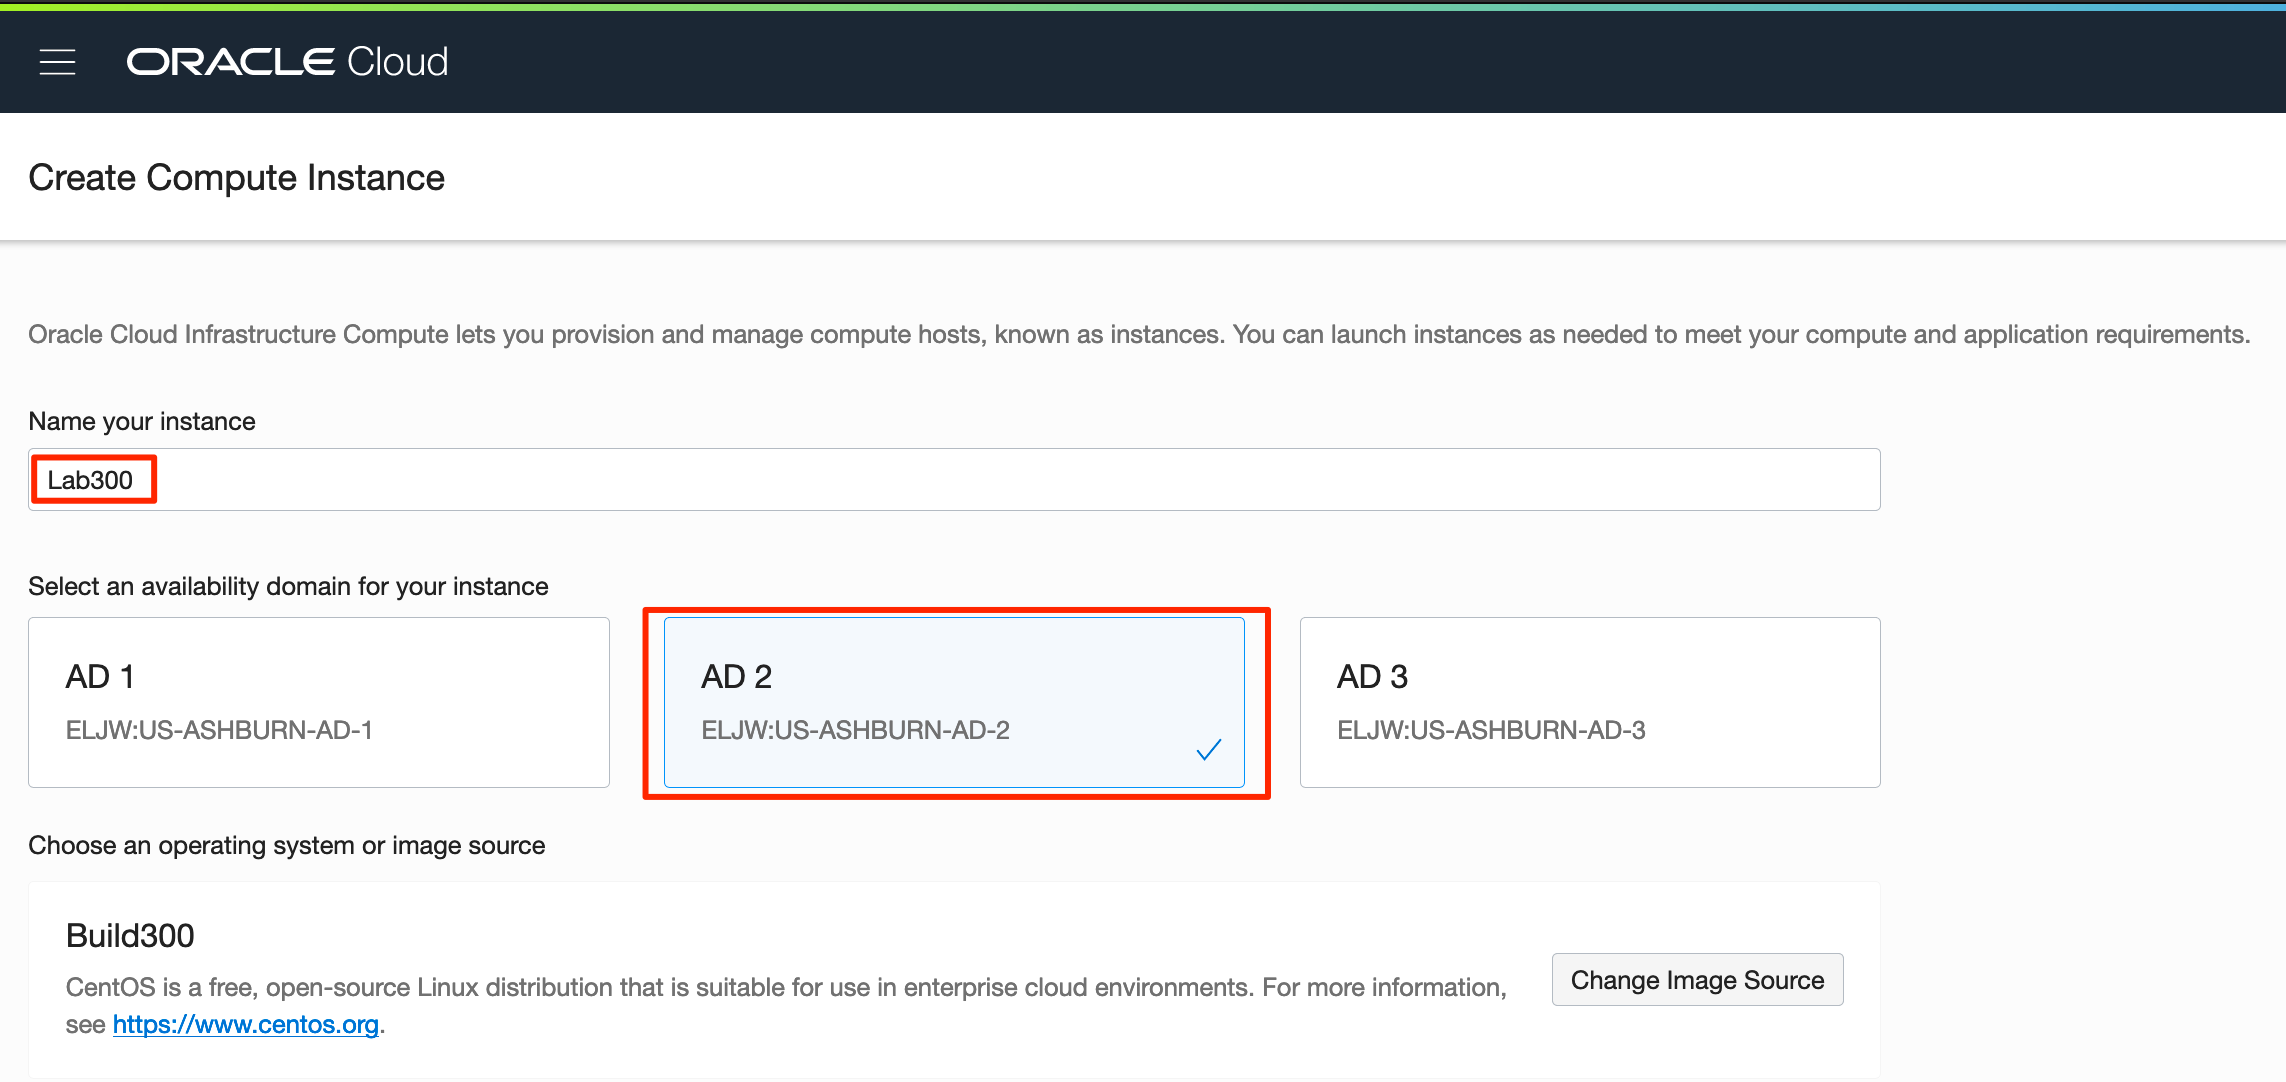 ORACLE Cloud
Create Compute Instance
Oracle Cloud Infrastructure Compute lets you provision and manage compute hosts, known as instances. You can launch instances as needed to meet your compute and application requirements.
Name your instance
Lab300
Select an availability domain for your instance
AD 1
ELJW:US-ASHBURN-AD-1
AD 2
ELJW:US-ASHBURN-AD-2
AD 3
ELJW:US-ASHBURN-AD-3
Choose an operating system or image source
Build300
CentOS is a free, open-source Linux distribution that is suitable for use in enterprise cloud environments. For more information,
see https://www.centos.org.
Change Image Source